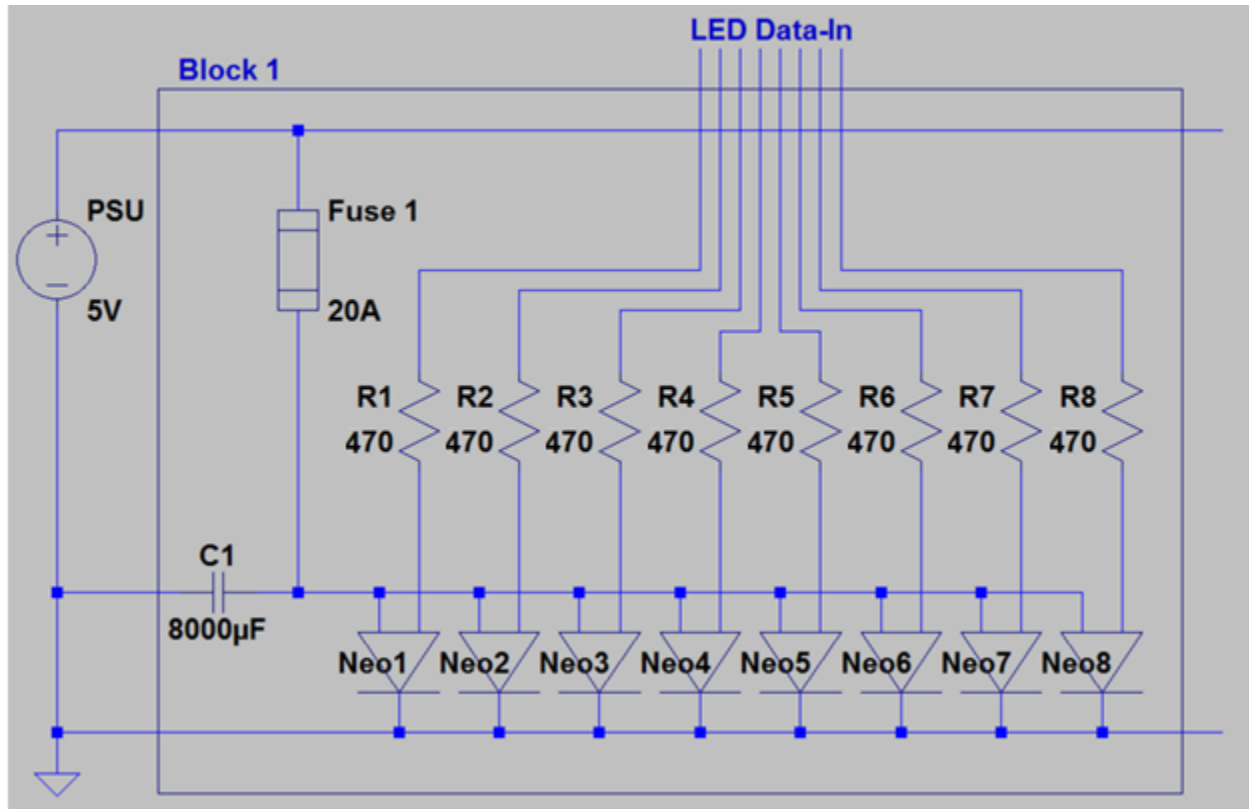 LED Data-In
Block 1
PSU
5V
Fuse 1
20A
R1 R2 R3 R4 R5 R6 R7 R8
470 470 470 470 470 470 470 470
C1
8000µF
Neo1 Neo2 Neo3 Neo4 Neo5 Neo6 Neo7 Neo8